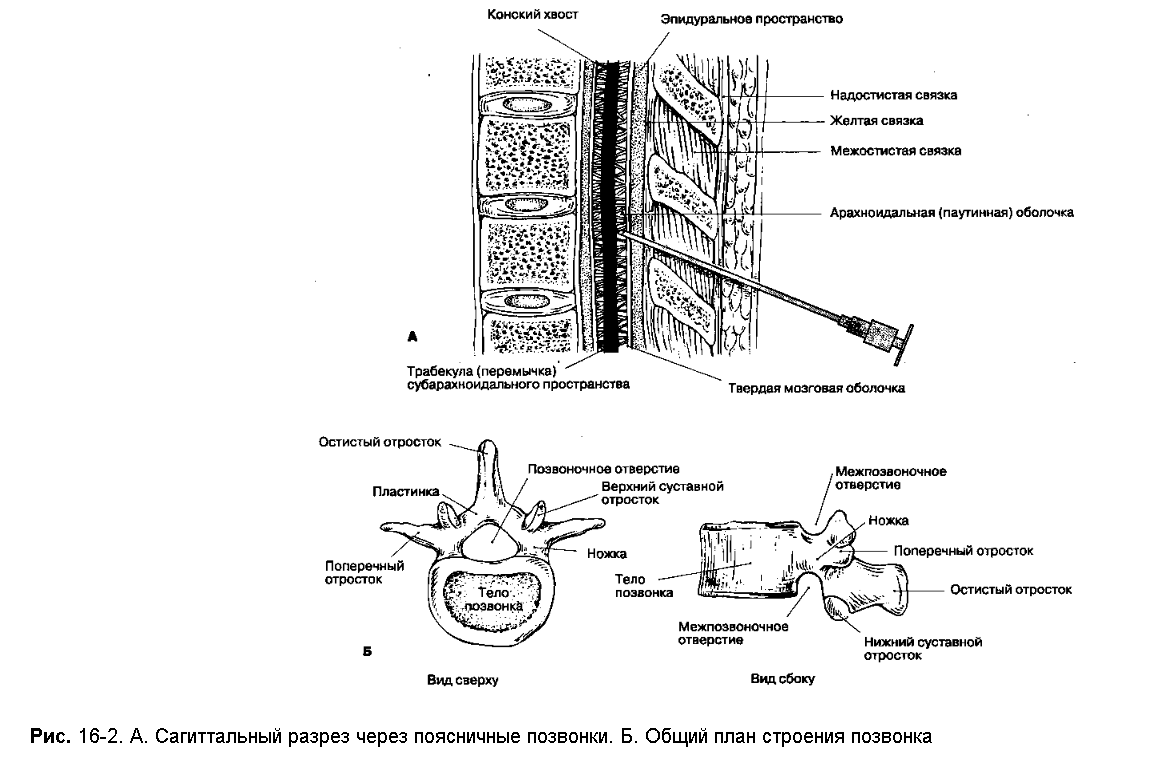 Конский хвост
Эпидуральное пространство
Надостистая связка
Желтая связка
Межостистая связка
Арахноидальная (паутинная) оболочка
А
Трабекула (перемычка)
субарахноидального пространства
Твердая мозговая оболочка
Остистый отросток
Позвоночное отверстие
Пластинка
Верхний суставной
отросток
Поперечный
отросток
Ножка
Тело
позвонка
Б
Вид сверху
Межпозвоночное
отверстие
Ножка
Поперечный отросток
Тело
позвонка
Остистый отросток
Межпозвоночное
отверстие
Нижний суставной
отросток
Вид сбоку
Рис. 16-2. А. Сагиттальный разрез через поясничные позвонки. Б. Общий план строения позвонка